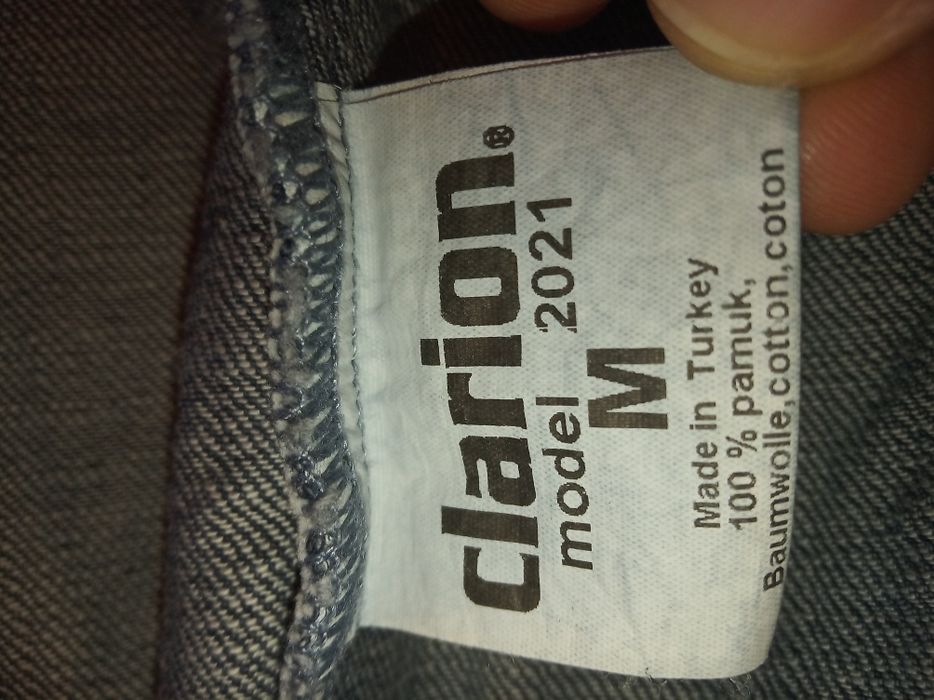 clarion®
model 2021
M
Made in Turkey
100 % pamuk,
Baumwolle,cotton,coton